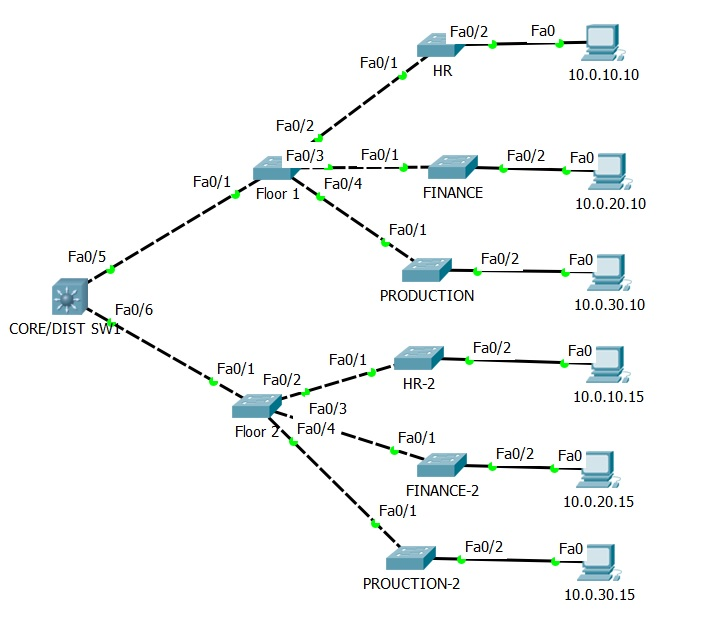 Fa0/2
Fa0
Fa0/1
HR
10.0.10.10
Fa0/2
Fa0/3
Fa0/1
Fa0/2
Fa0
Fa0/1
Floor 1
Fa0/4
FINANCE
10.0.20.10
Fa0/1
Fa0/5
Fa0/2
Fa0
PRODUCTION
10.0.30.10
Fa0/6
CORE/DIST SW1
Fa0/1
Fa0/2
Fa0/1
Fa0/2
Fa0
HR-2
10.0.10.15
Fa0/3
Floor 2
Fa0/4
Fa0/1
Fa0/2
Fa0
FINANCE-2
10.0.20.15
Fa0/1
Fa0/2
Fa0
PROUCTION-2
10.0.30.15